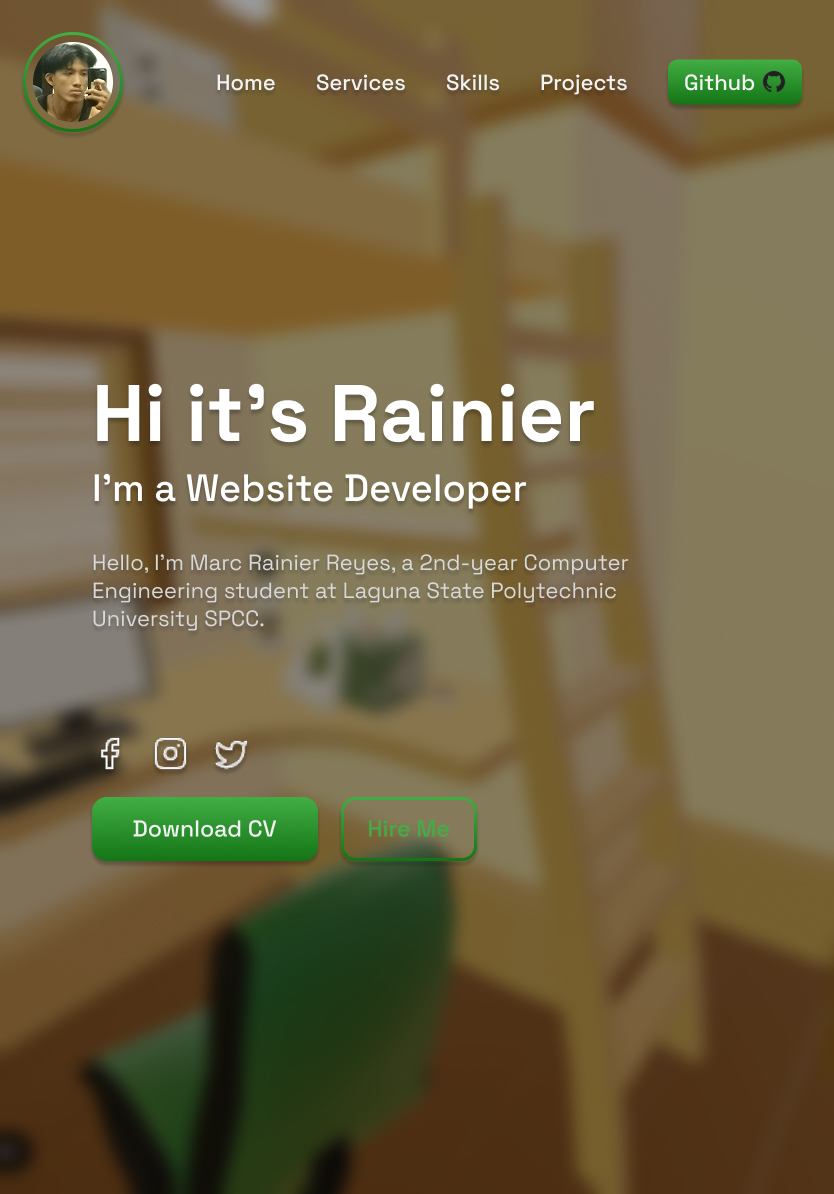 Home Services Skills Projects Github
Hi it's Rainier
I'm a Website Developer
Hello, I'm Marc Rainier Reyes, a 2nd-year Computer
Engineering student at Laguna State Polytechnic
University SPCC.
Download CV Hire Me